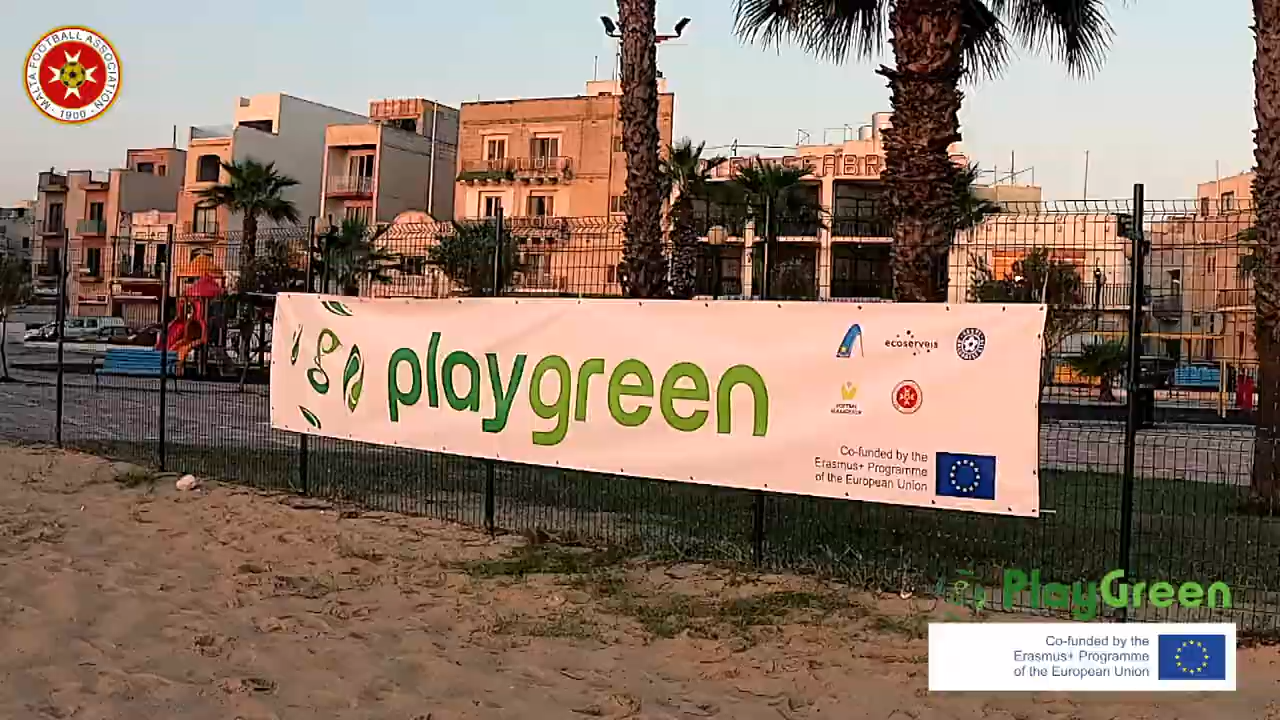 MALTA FOOTBALL ASSOCIATION
· 1900 ·
playgreen
ecoserveis
Co-funded by the
Erasmus+ Programme
of the European Union
PlayGreen
Co-funded by the
Erasmus+ Programme
of the European Union